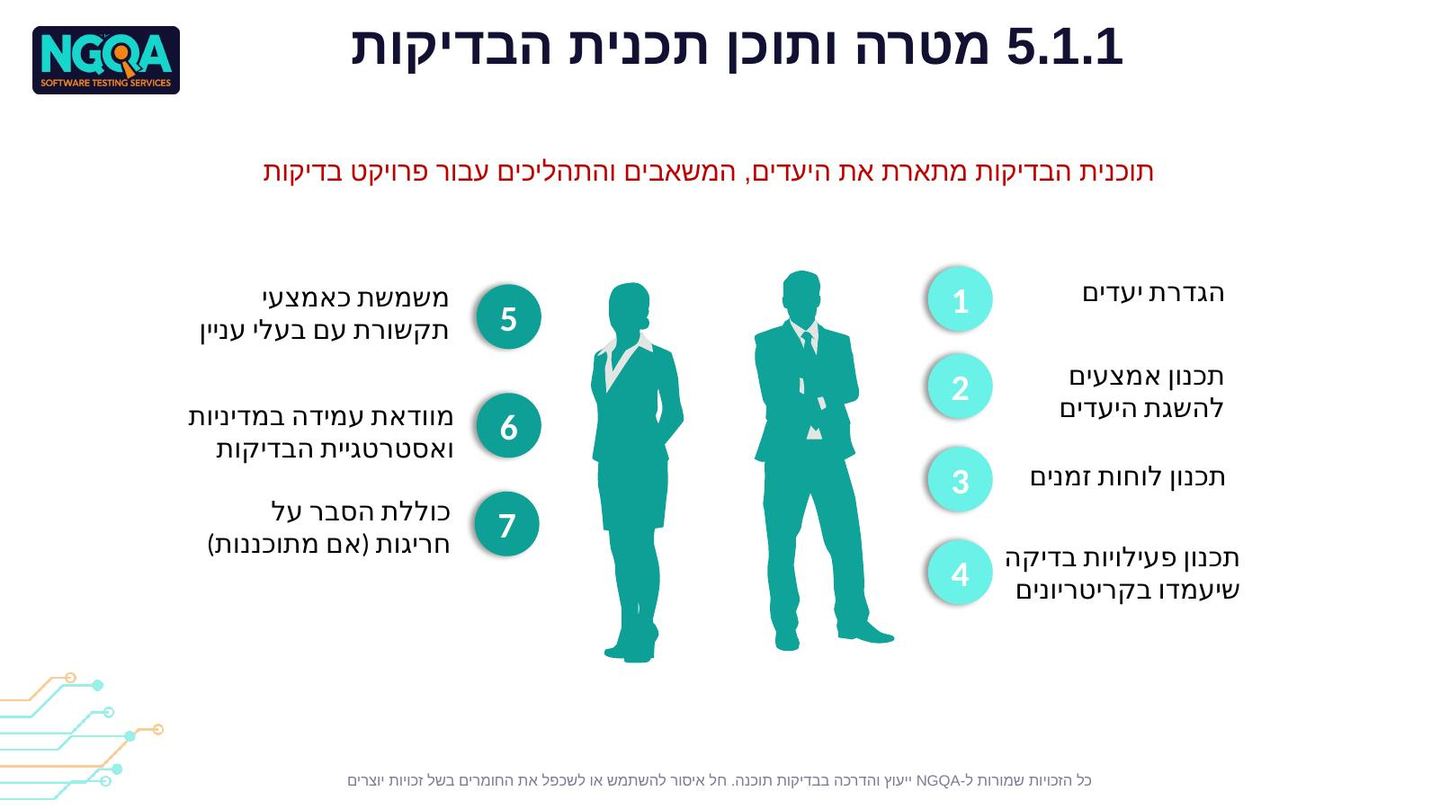 NGQA
SOFTWARE TESTING SERVICES
5.1.1 מטרה ותוכן תכנית הבדיקות
תוכנית הבדיקות מתארת את היעדים, המשאבים והתהליכים עבור פרויקט בדיקות
1
הגדרת יעדים
2
תכנון אמצעים
להשגת היעדים
3
תכנון לוחות זמנים
4
תכנון פעילויות בדיקה
שיעמדו בקריטריונים
5
משמשת כאמצעי
תקשורת עם בעלי עניין
6
מוודאת עמידה במדיניות
ואסטרטגיית הבדיקות
7
כוללת הסבר על
חריגות (אם מתוכננות)
כל הזכויות שמורות ל-NGQA ייעוץ והדרכה בבדיקות תוכנה. חל איסור להשתמש או לשכפל את החומרים בשל זכויות יוצרים